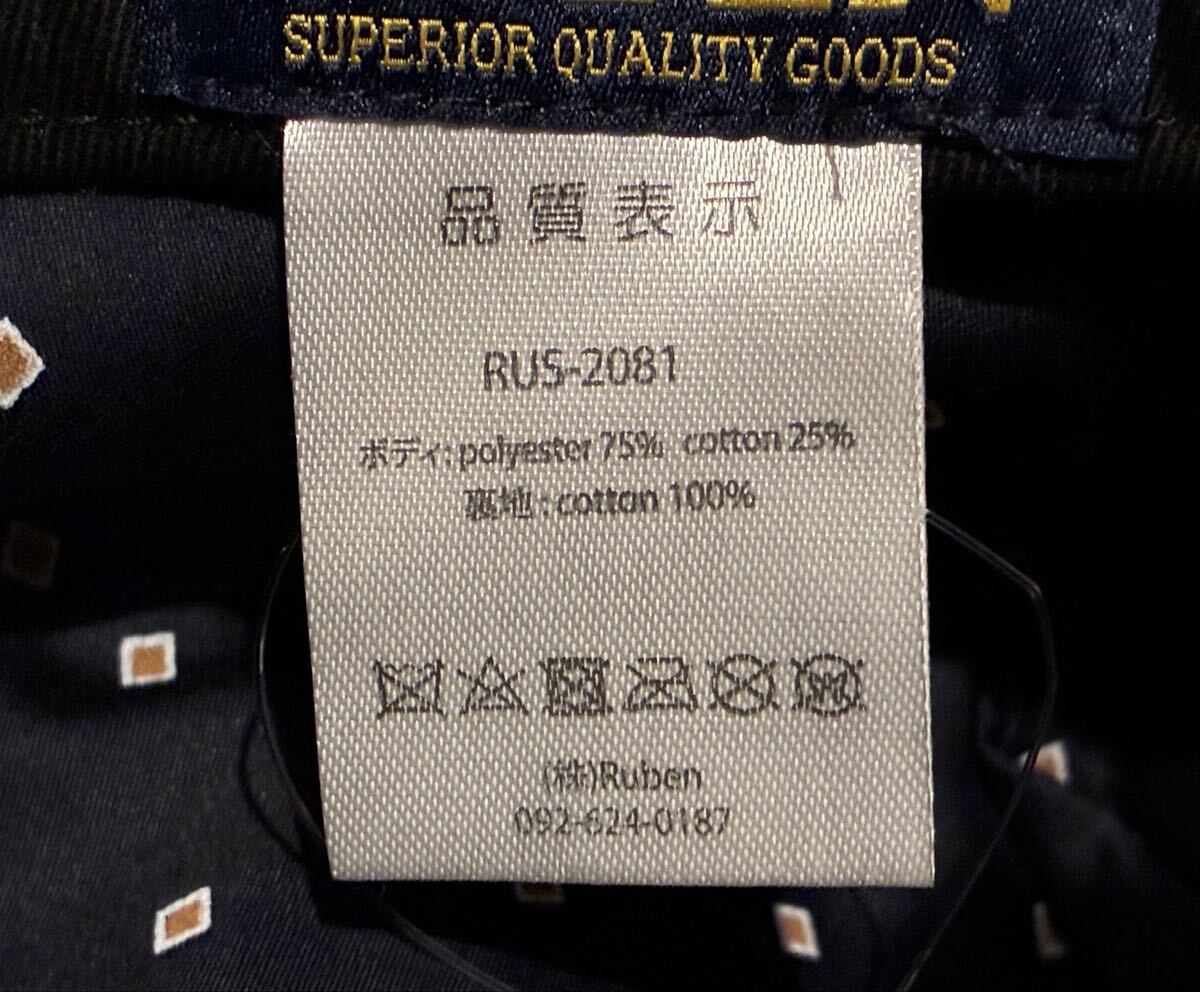 SUPERIOR QUALITY GOODS
品質表示
RUS-2081
ボディ:polyester 75% cotton 25%
裏地:cotton 100%
(株)Ruben
092-624-0187